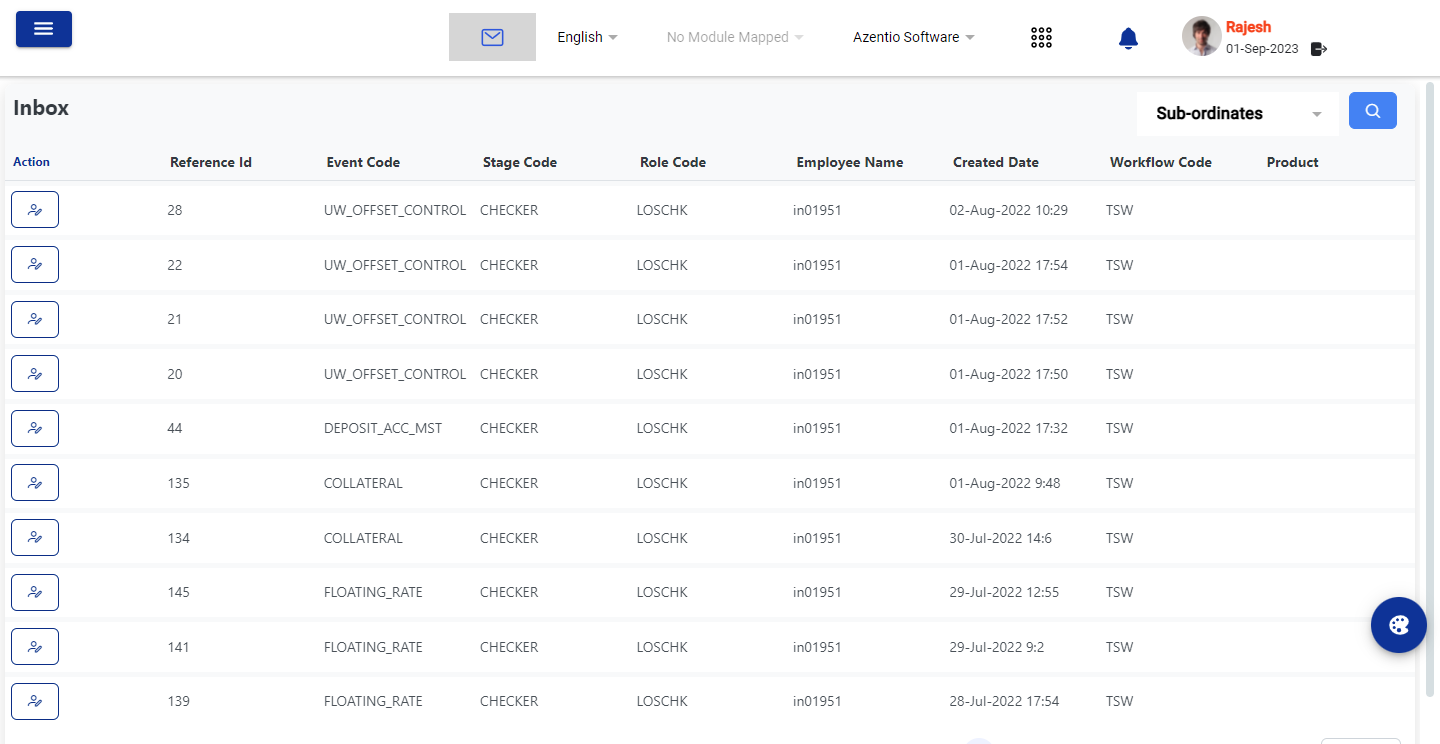 English No Module Mapped Azentio Software Rajesh
01-Sep-2023
Inbox Sub-ordinates
Action Reference Id Event Code Stage Code Role Code Employee Name Created Date Workflow Code Product
28 UW_OFFSET_CONTROL CHECKER LOSCHK in01951 02-Aug-2022 10:29 TSW
22 UW_OFFSET_CONTROL CHECKER LOSCHK in01951 01-Aug-2022 17:54 TSW
21 UW_OFFSET_CONTROL CHECKER LOSCHK in01951 01-Aug-2022 17:52 TSW
20 UW_OFFSET_CONTROL CHECKER LOSCHK in01951 01-Aug-2022 17:50 TSW
44 DEPOSIT_ACC_MST CHECKER LOSCHK in01951 01-Aug-2022 17:32 TSW
135 COLLATERAL CHECKER LOSCHK in01951 01-Aug-2022 9:48 TSW
134 COLLATERAL CHECKER LOSCHK in01951 30-Jul-2022 14:6 TSW
145 FLOATING_RATE CHECKER LOSCHK in01951 29-Jul-2022 12:55 TSW
141 FLOATING_RATE CHECKER LOSCHK in01951 29-Jul-2022 9:2 TSW
139 FLOATING_RATE CHECKER LOSCHK in01951 28-Jul-2022 17:54 TSW